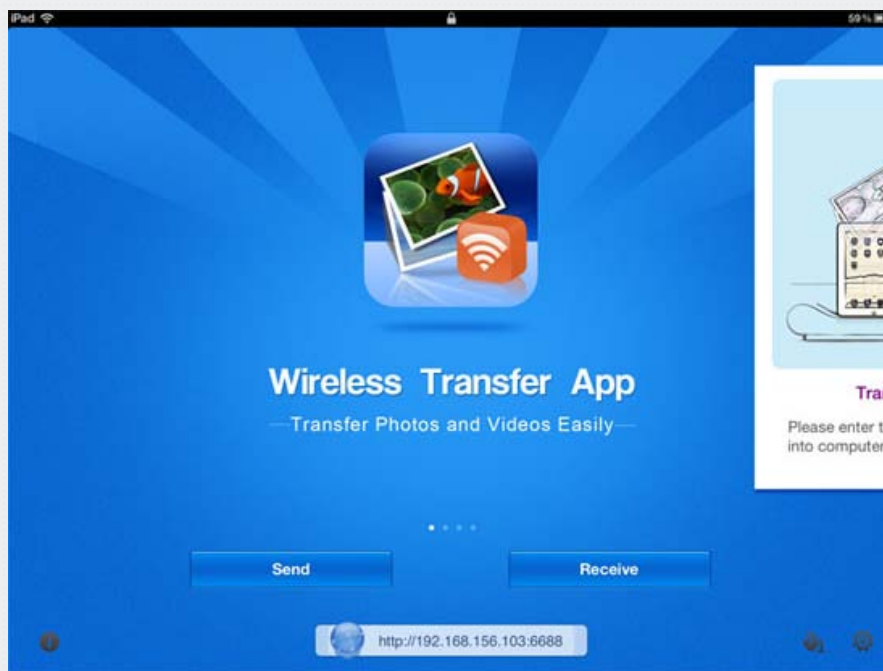 iPad
59%
Wireless Transfer App
Transfer Photos and Videos Easily
Tra
Please enter t
into computer
Send
Receive
http://192.168.156.103:6688